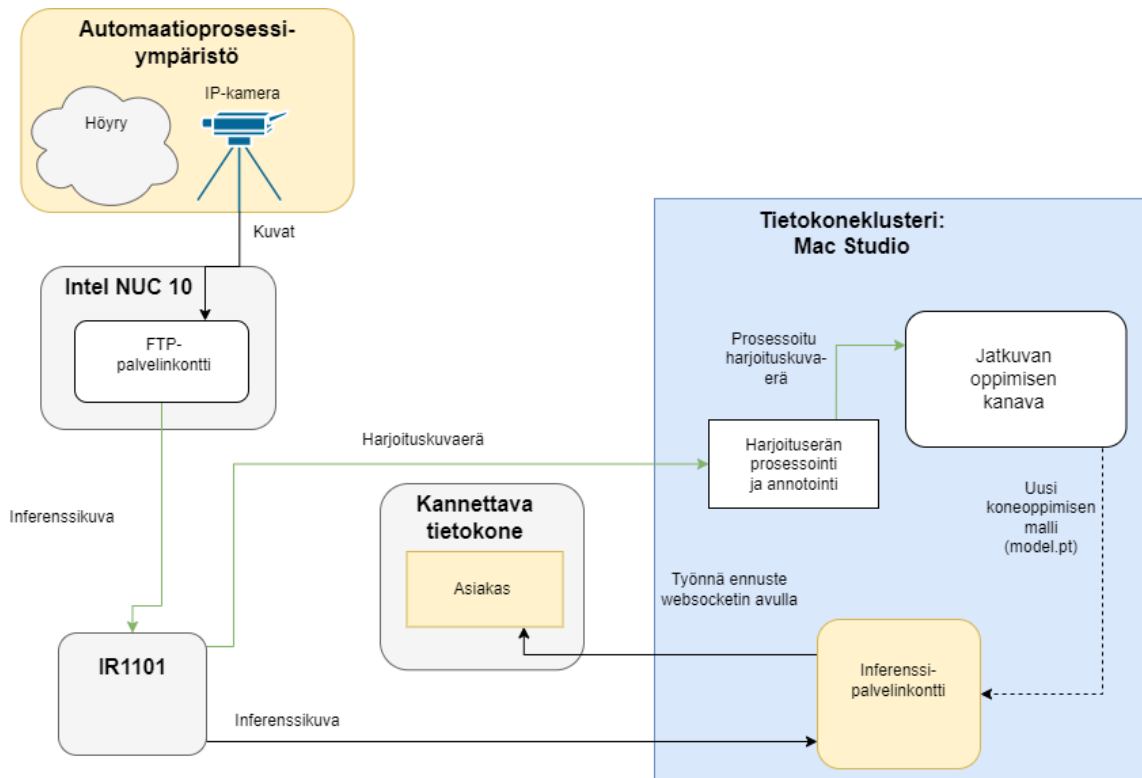 Automaatioprosessi-
ympäristö
IP-kamera
Höyry
Kuvat
Intel NUC 10
FTP-
palvelinkontti
Tietokoneklusteri:
Mac Studio
Prosessoitu
harjoituskuva-
erä
Jatkuvan
oppimisen
kanava
Harjoituskuvaerä
Harjoituserän
prosessointi
ja annotointi
Inferenssikuva
Kannettava
tietokone
Asiakas
Uusi
koneoppimisen
malli
(model.pt)
Työnnä ennuste
websocketin avulla
IR1101
Inferenssi-
palvelinkontti
Inferenssikuva